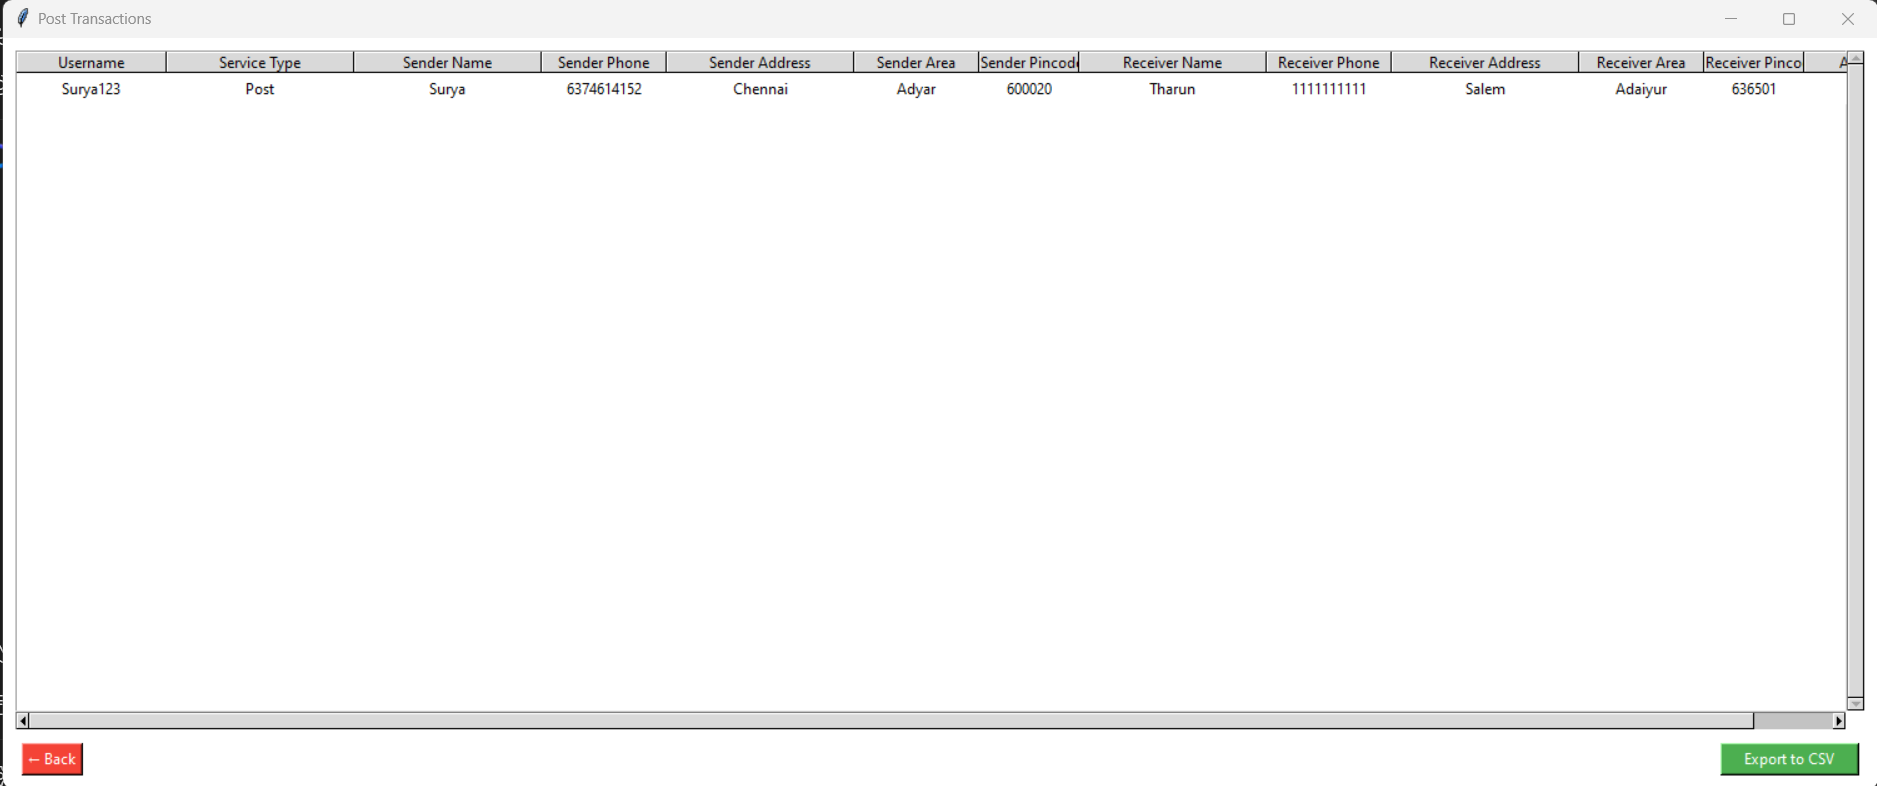 Post Transactions
Username Service Type Sender Name Sender Phone Sender Address Sender Area Sender Pincod Receiver Name Receiver Phone Receiver Address Receiver Area Receiver Pinco
Surya123 Post Surya 6374614152 Chennai Adyar 600020 Tharun 1111111111 Salem Adaiyur 636501
← Back Export to CSV